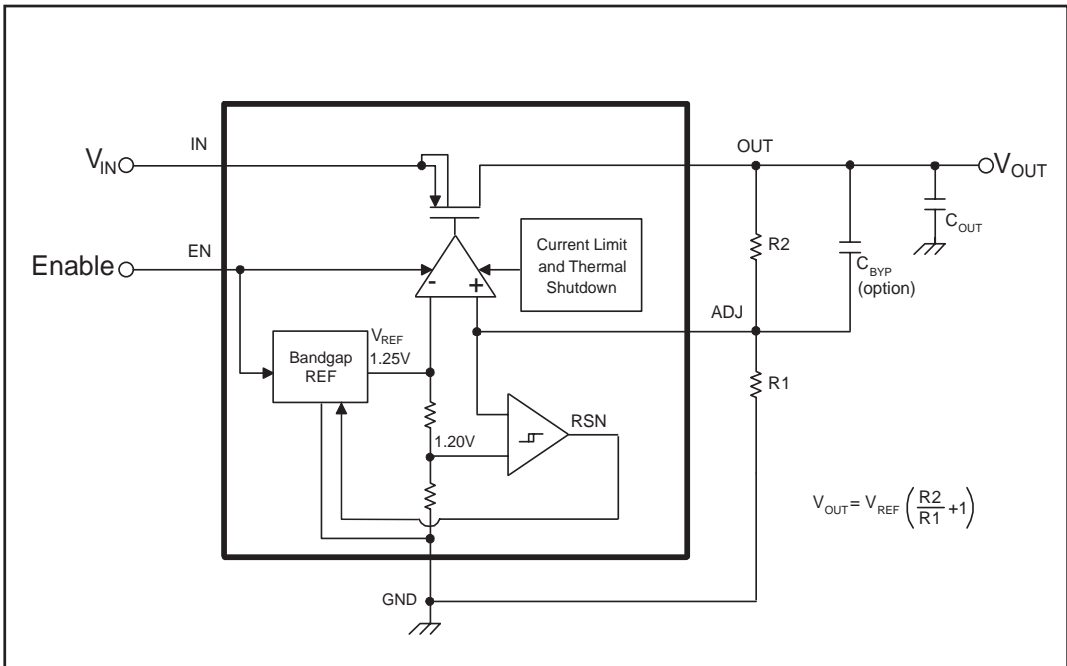 IN
OUT
V_IN
V_OUT
C_OUT
EN
Enable
Current Limit
and Thermal
Shutdown
R2
C_BYP
(option)
-
+
ADJ
V_REF
1.25V
Bandgap
REF
R1
RSN
1.20V
V_OUT = V_REF (R2/R1 +1)
GND